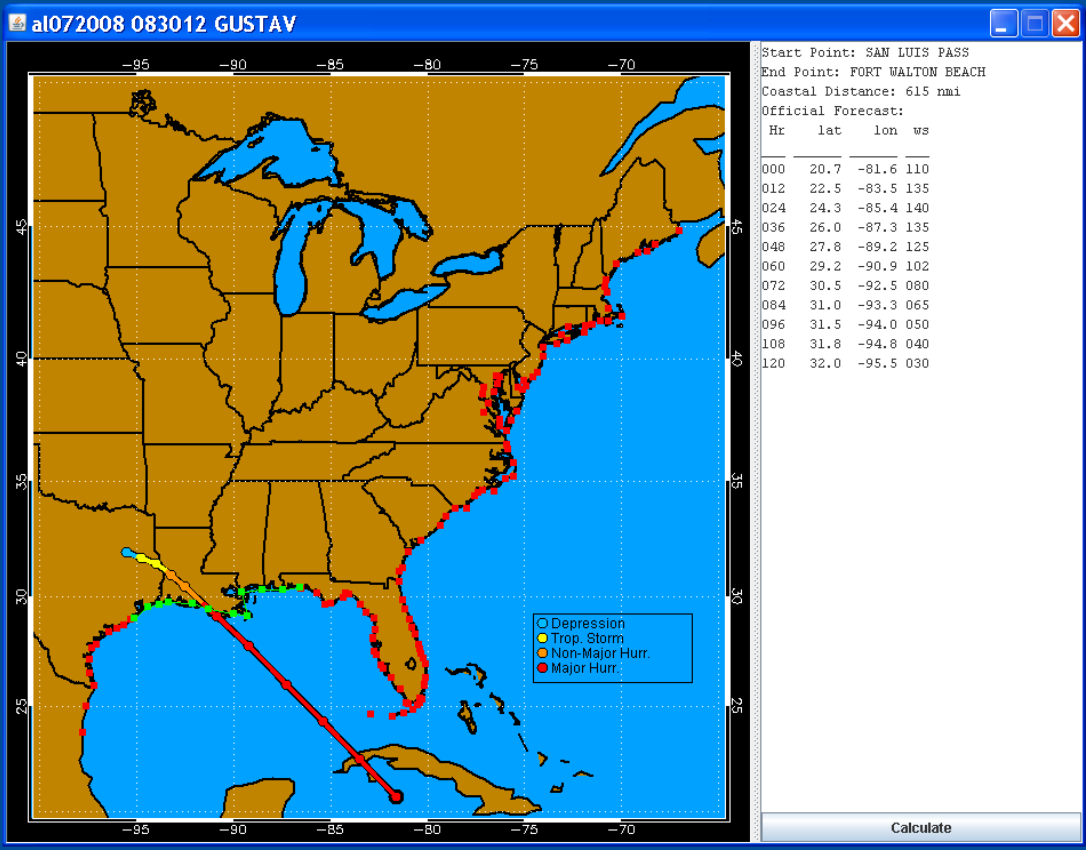 al072008 083012 GUSTAV
−95 −90 −85 −80 −75 −70
45 45
40 40
35 35
30 30
25 25
Depression
Trop. Storm
Non-Major Hurr.
Major Hurr.
−95 −90 −85 −80 −75 −70
Start Point: SAN LUIS PASS
End Point: FORT WALTON BEACH
Coastal Distance: 615 nmi
Official Forecast:
Hr lat lon ws
000 20.7 -81.6 110
012 22.5 -83.5 135
024 24.3 -85.4 140
036 26.0 -87.3 135
048 27.8 -89.2 125
060 29.2 -90.9 102
072 30.5 -92.5 080
084 31.0 -93.3 065
096 31.5 -94.0 050
108 31.8 -94.8 040
120 32.0 -95.5 030
Calculate